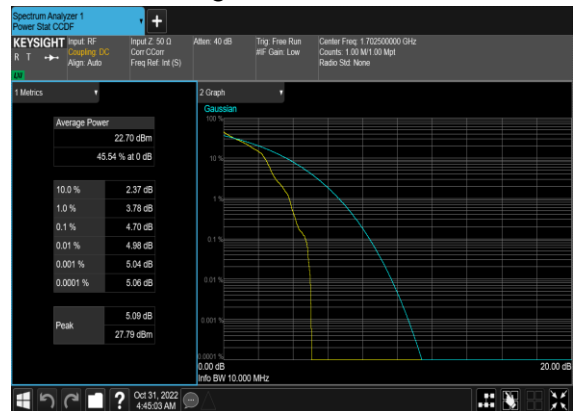 Spectrum Analyzer 1
Power Stat CCDF
KEYSIGHT
R T
Input: RF
Coupling: DC
Align: Auto
Input Z: 50 Ω
Corr CCorr
Freq Ref: Int (S)
Atten: 40 dB
Trig: Free Run
#IF Gain: Low
Center Freq: 1.702500000 GHz
Counts: 1.00 M/1.00 Mpt
Radio Std: None
1 Metrics
Average Power
22.70 dBm
45.54 % at 0 dB
10.0 % 2.37 dB
1.0 % 3.78 dB
0.1 % 4.70 dB
0.01 % 4.98 dB
0.001 % 5.04 dB
0.0001 % 5.06 dB
Peak
5.09 dB
27.79 dBm
2 Graph
Gaussian
100 %
10 %
1 %
0.1 %
0.01 %
0.001 %
0.0001 %
0.00 dB 20.00 dB
Info BW 10.000 MHz
Oct 31, 2022
4:45:03 AM